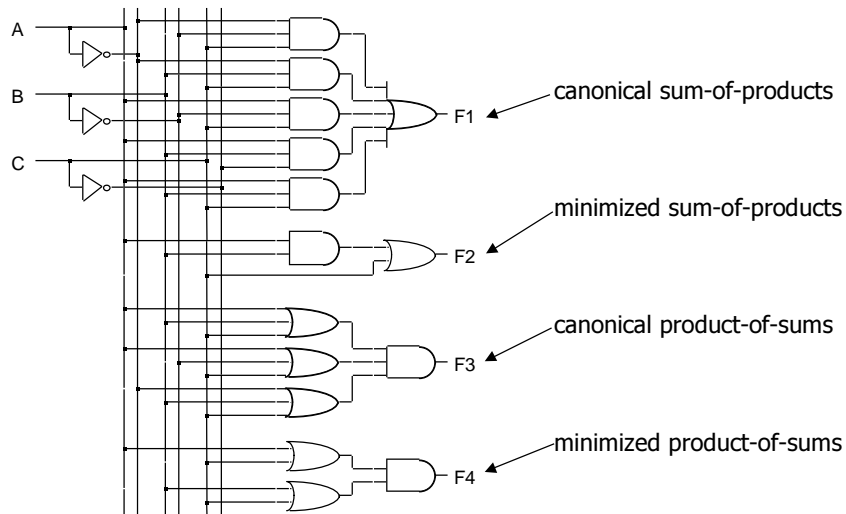 A
B
C
F1
canonical sum-of-products
F2
minimized sum-of-products
F3
canonical product-of-sums
F4
minimized product-of-sums